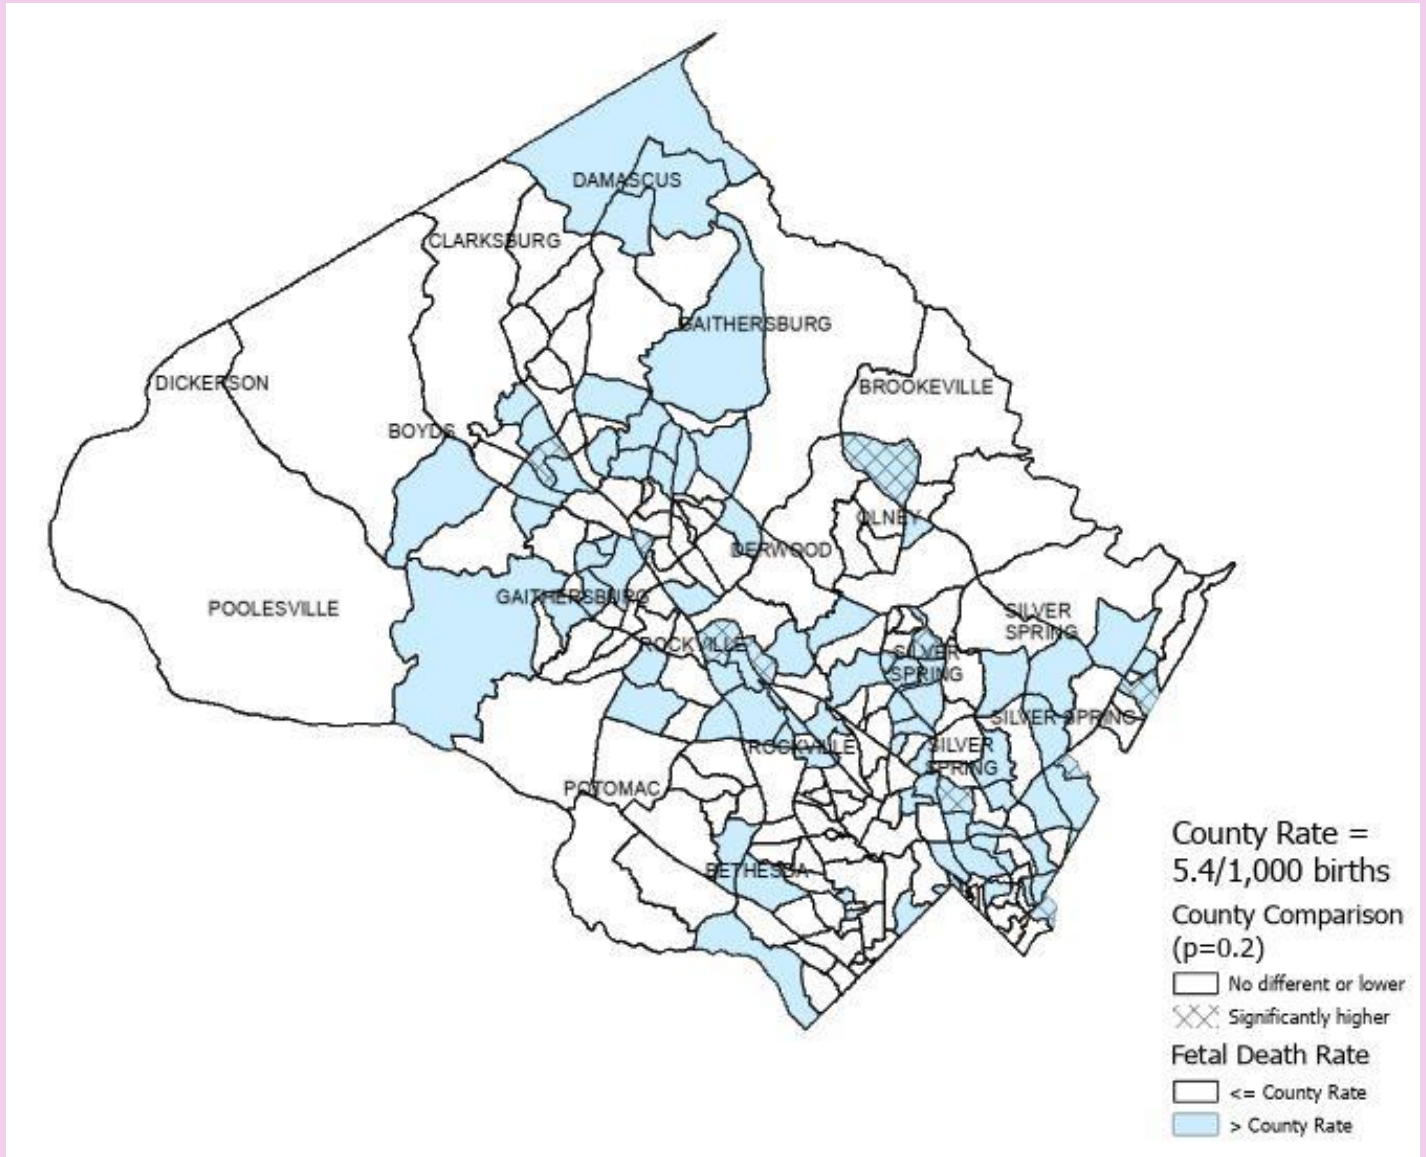 DAMASCUS
CLARKSBURG
GAITHERSBURG
DICKERSON
BROOKEVILLE
BOYDS
OLNEY
DERWOOD
GAITHERSBURG
POOLESVILLE
SILVER
SPRING
ROCKVILLE
SILVER
SPRING
SILVER SPRING
ROCKVILLE
SILVER
SPRING
POTOMAC
BETHESDA
County Rate =
5.4/1,000 births
County Comparison
(p=0.2)
No different or lower
Significantly higher
Fetal Death Rate
<= County Rate
> County Rate